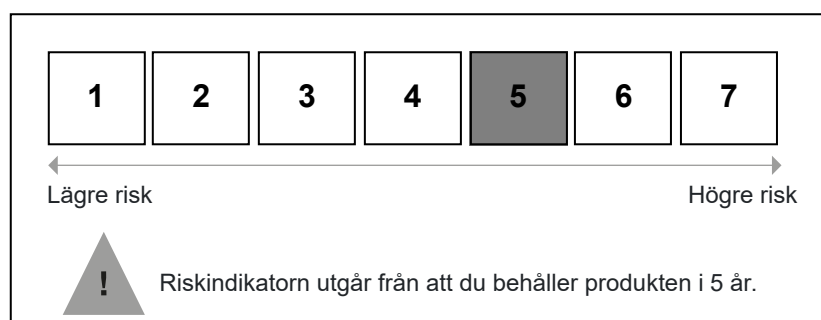 1 2 3 4 5 6 7
Lägre risk Högre risk
! Riskindikatorn utgår från att du behåller produkten i 5 år.